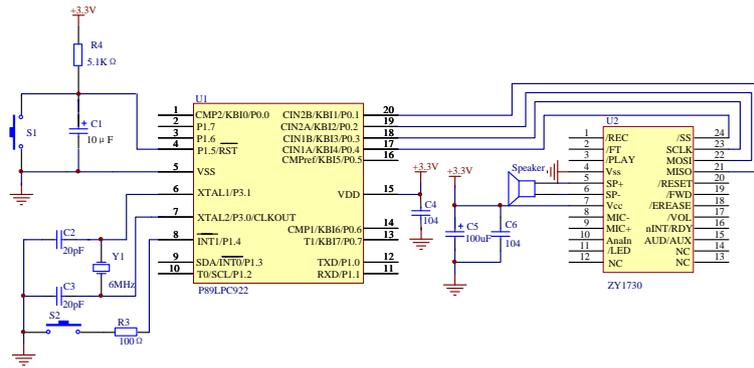 +3.3V
R4
5.1K Ω
C1
10 μ F
S1
U1
1 CMP2/KBI0/P0.0 CIN2B/KBI1/P0.1 20
2 P1.7 CIN2A/KBI2/P0.2 19
3 P1.6 CIN1B/KBI3/P0.3 18
4 P1.5/RST CIN1A/KBI4/P0.4 17
CMPref/KBI5/P0.5 16
5 VSS
6 XTAL1/P3.1 VDD 15
7 XTAL2/P3.0/CLKOUT
CMP1/KBI6/P0.6 14
8 INT1/P1.4 T1/KBI7/P0.7 13
9 SDA/INT0/P1.3 TXD/P1.0 12
10 T0/SCL/P1.2 RXD/P1.1 11
P89LPC922
C2
20pF
Y1
6MHz
C3
20pF
S2
R3
100Ω
+3.3V
C4
104
+3.3V
C5
100uF
C6
104
Speaker
U2
1 /REC /SS 24
2 /FT SCLK 23
3 /PLAY MOSI 22
4 Vss MISO 21
5 SP+ /RESET 20
6 SP- /FWD 19
7 Vcc /EREASE 18
8 MIC- /VOL 17
9 MIC+ nINT/RDY 16
10 AnaIn AUD/AUX 15
11 /LED NC 14
12 NC NC 13
ZY1730